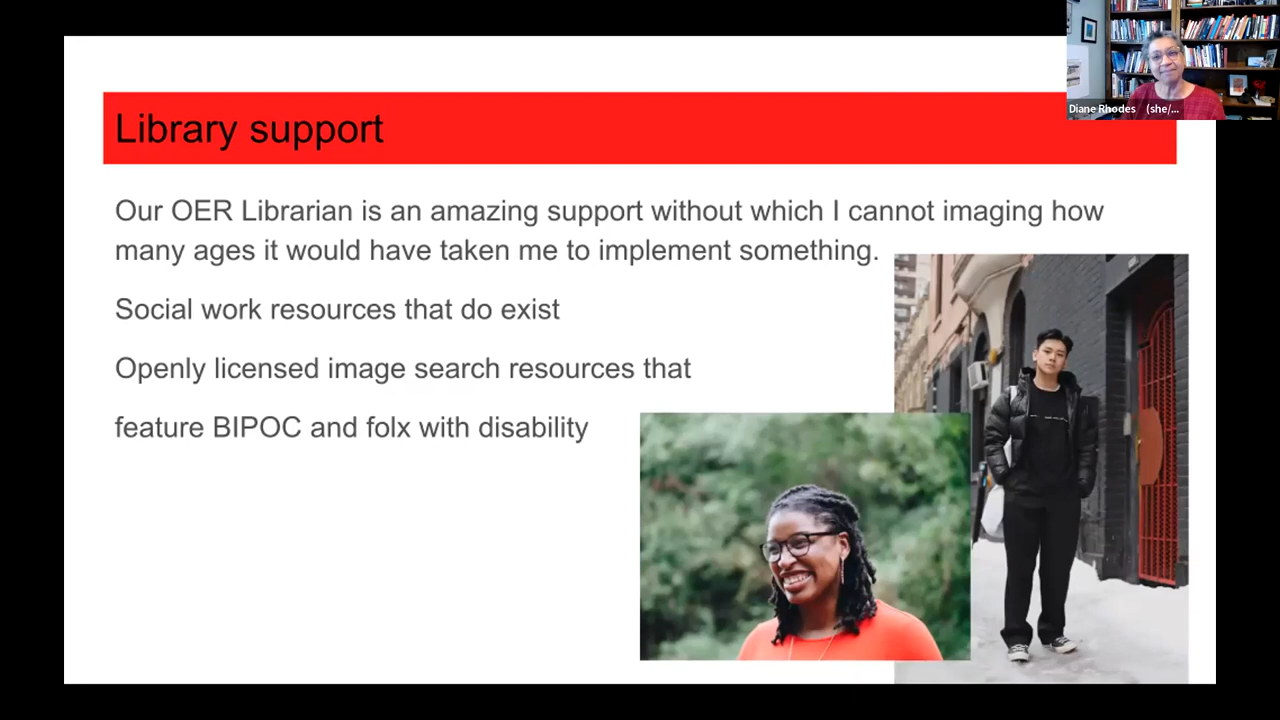 Library support
Our OER Librarian is an amazing support without which I cannot imaging how
many ages it would have taken me to implement something.
Social work resources that do exist
Openly licensed image search resources that
feature BIPOC and folx with disability
Diane Rhodes (she/...